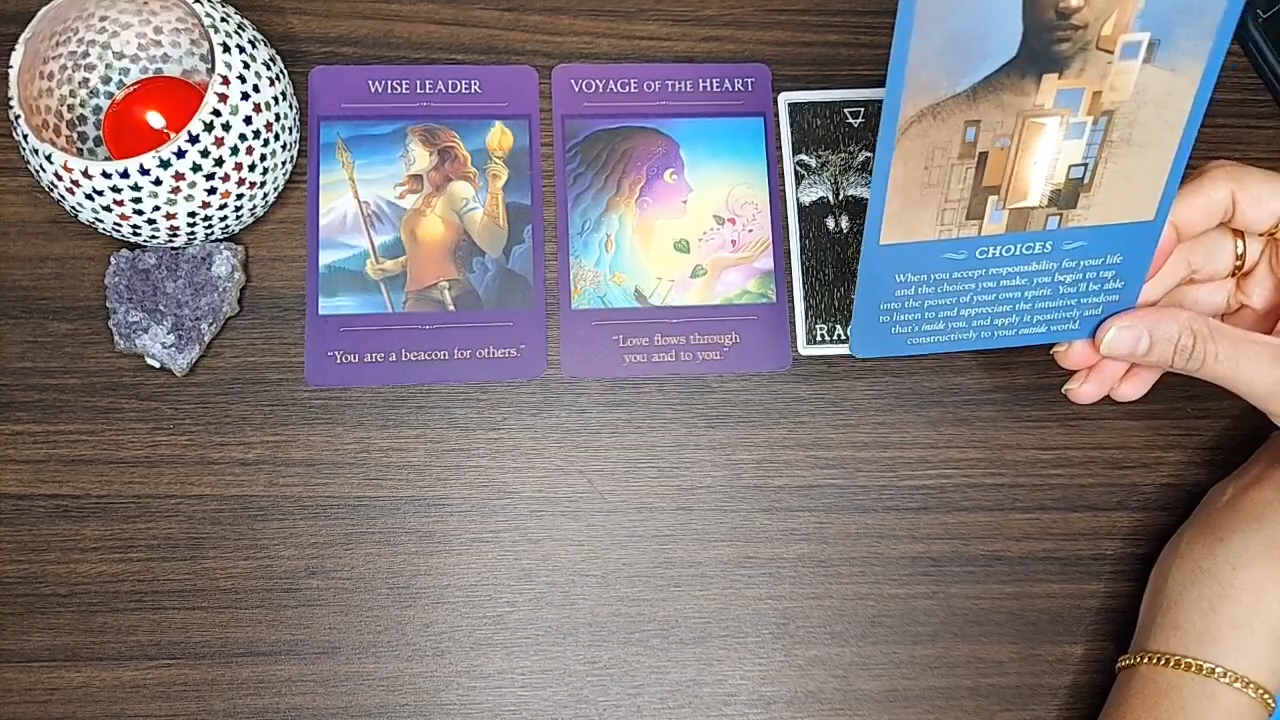 WISE LEADER
"You are a beacon for others."
VOYAGE OF THE HEART
"Love flows through
you and to you."
CHOICES
When you accept responsibility for your life
and the choices you make, you begin to tap
into the power of your own spirit. You'll be able
to listen to and appreciate the intuitive wisdom
that's inside you, and apply it positively and
constructively to your outside world.